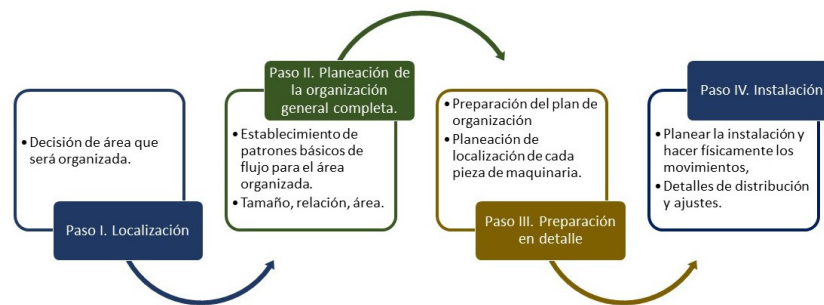 • Decisión de área que
será organizada.
Paso I. Localización
Paso II. Planeación de
la organización
general completa.
• Establecimiento de
patrones básicos de
flujo para el área
organizada.
• Tamaño, relación, área.
• Preparación del plan de
organización
• Planeación de
localización de cada
pieza de maquinaria.
Paso III. Preparación
en detalle
Paso IV. Instalación
• Planear la instalación y
hacer físicamente los
movimientos,
• Detalles de distribución
y ajustes.